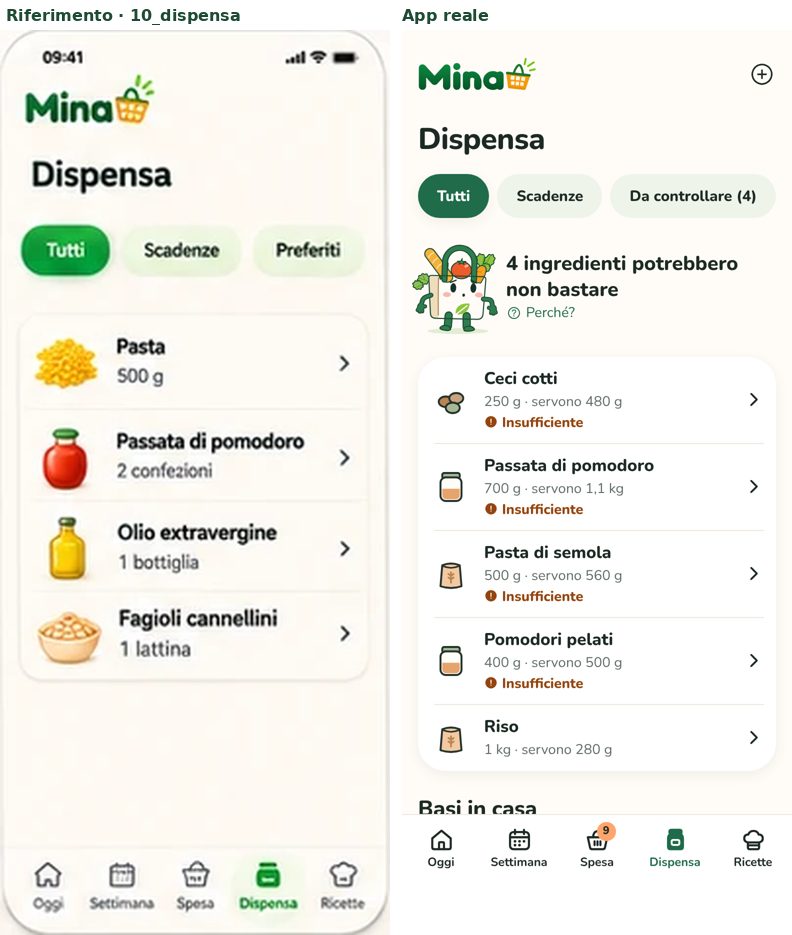 Riferimento · 10_dispensa
09:41
Mina
Dispensa
Tutti
Scadenze
Preferiti
Pasta
500 g
Passata di pomodoro
2 confezioni
Olio extravergine
1 bottiglia
Fagioli cannellini
1 lattina
Oggi
Settimana
Spesa
Dispensa
Ricette
App reale
Mina
Dispensa
Tutti
Scadenze
Da controllare (4)
4 ingredienti potrebbero
non bastare
Perché?
Ceci cotti
250 g · servono 480 g
Insufficiente
Passata di pomodoro
700 g · servono 1,1 kg
Insufficiente
Pasta di semola
500 g · servono 560 g
Insufficiente
Pomodori pelati
400 g · servono 500 g
Insufficiente
Riso
1 kg · servono 280 g
Basi in casa
9
Oggi
Settimana
Spesa
Dispensa
Ricette